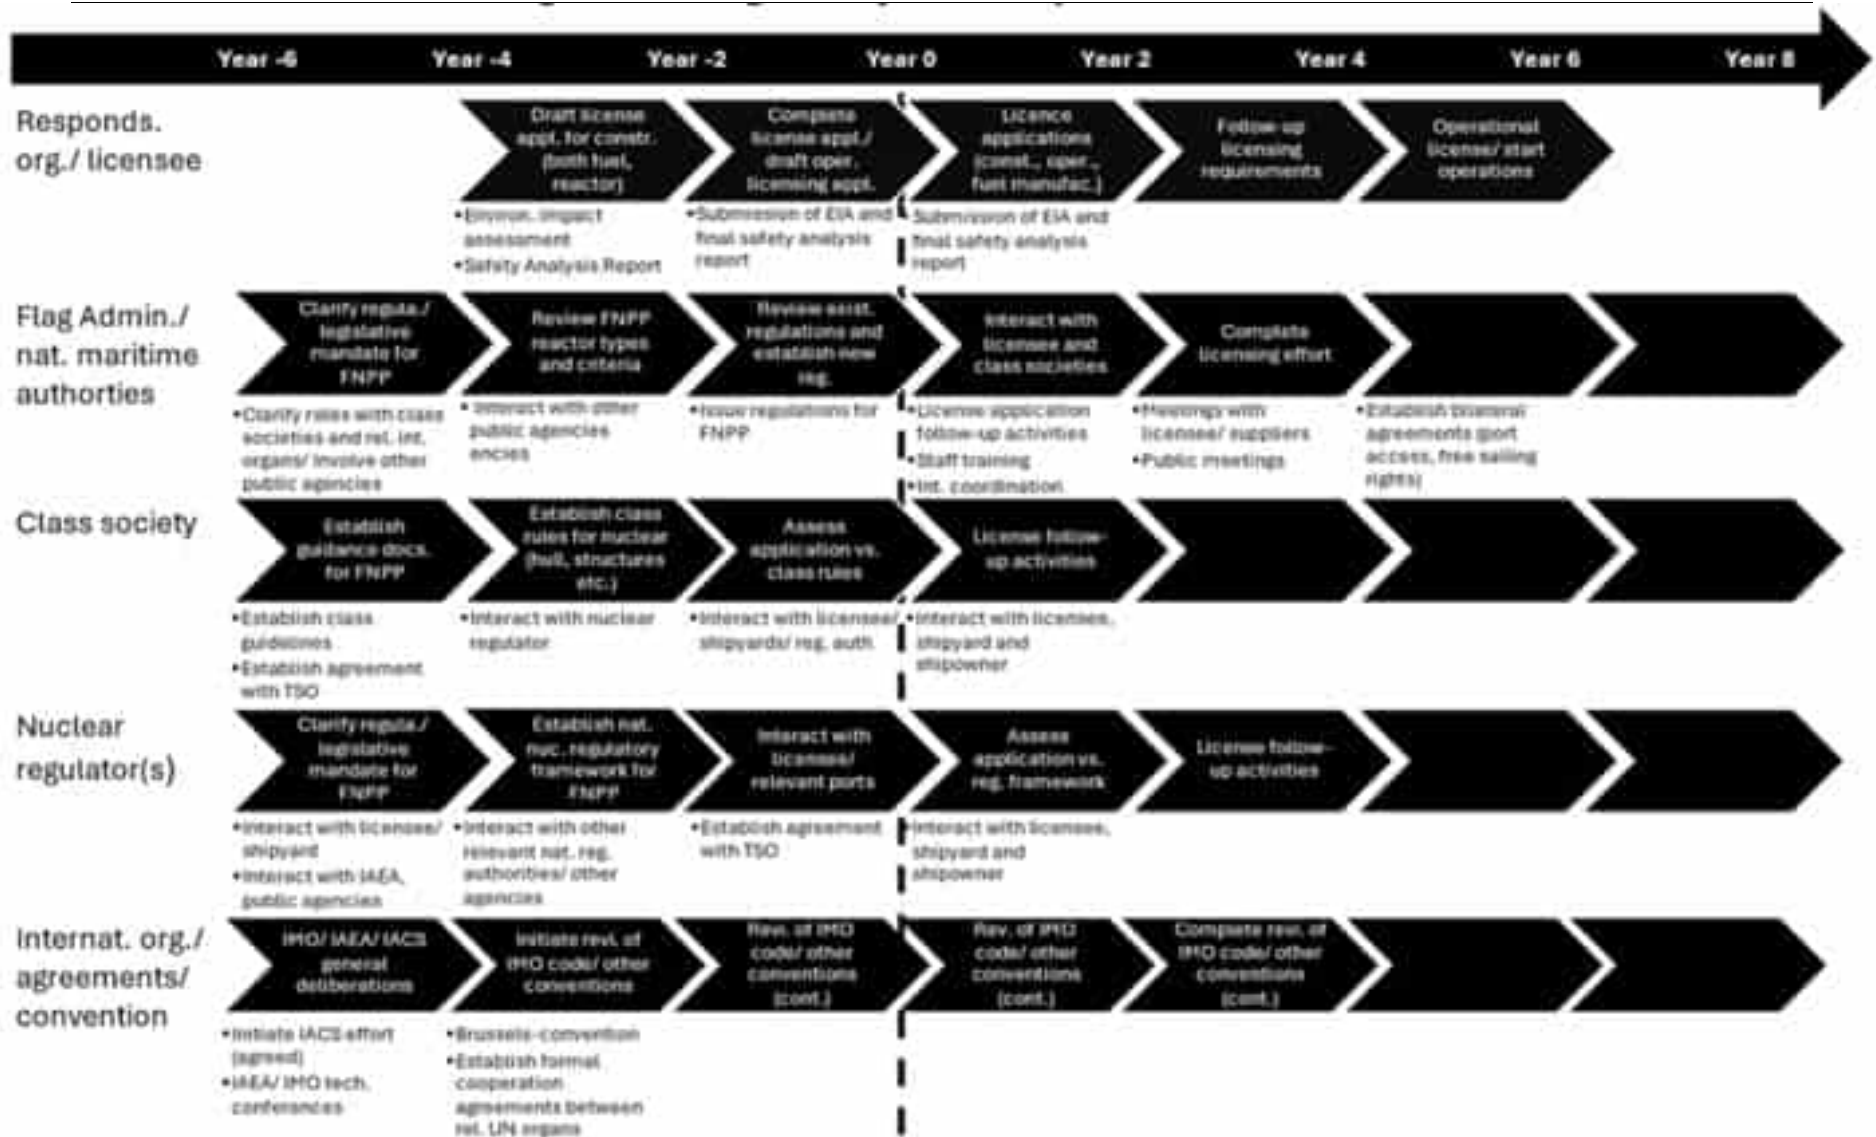 Year -6 Year -4 Year -2 Year 0 Year 2 Year 4 Year 6 Year 8
Responds.
org./ licensee
Draft license
appl. for constr.
(both fuel,
reactor)
Complete
license appl./
draft oper.
licensing appl.
Licence
applications
(const., oper.,
fuel manufac.)
Follow-up
licensing
requirements
Operational
license/ start
operations
•Environ. impact
assessment
•Safety Analysis Report
•Submission of EIA and
final safety analysis
report
•Submission of EIA and
final safety analysis
report
Flag Admin./
nat. maritime
authorties
Clarify regula./
legislative
mandate for
FNPP
Review FNPP
reactor types
and criteria
Review exist.
regulations and
establish new
reg.
Interact with
licensee and
class societies
Complete
licensing effort
•Clarify roles with class
societies and rel. int.
organs/ involve other
public agencies
•Interact with other
public agencies
encies
•Issue regulations for
FNPP
•License application
follow-up activities
•Staff training
•Int. coordination
•Meetings with
licensee/ suppliers
•Public meetings
•Establish bilateral
agreements (port
access, free sailing
rights)
Class society
Establish
guidance docs.
for FNPP
Establish class
rules for nuclear
(hull, structures
etc.)
Assess
application vs.
class rules
License follow-
up activities
•Establish class
guidelines
•Establish agreement
with TSO
•Interact with nuclear
regulator
•Interact with licensee/
shipyards/ reg. auth
•Interact with licensee,
shipyard and
shipowner
Nuclear
regulator(s)
Clarify regula./
legislative
mandate for
FNPP
Establish nat.
nuc. regulatory
framework for
FNPP
Interact with
licensee/
relevant ports
Assess
application vs.
reg. framework
License follow-
up activities
•Interact with licensee/
shipyard
•Interact with IAEA,
public agencies
•Interact with other
relevant nat. reg.
authorities/ other
agencies
•Establish agreement
with TSO
•Interact with licensee,
shipyard and
shipowner
Internat. org./
agreements/
convention
IMO/ IAEA/ IACS
general
deliberations
Initiate revi. of
IMO code/ other
conventions
Rev. of IMO
code/ other
conventions
(cont.)
Rev. of IMO
code/ other
conventions
(cont.)
Complete revi. of
IMO code/ other
conventions
(cont.)
•Initiate IACS effort
(agreed)
•IAEA/ IMO tech.
conferences
•Brussels-convention
•Establish formal
cooperation
agreements between
rel. UN organs